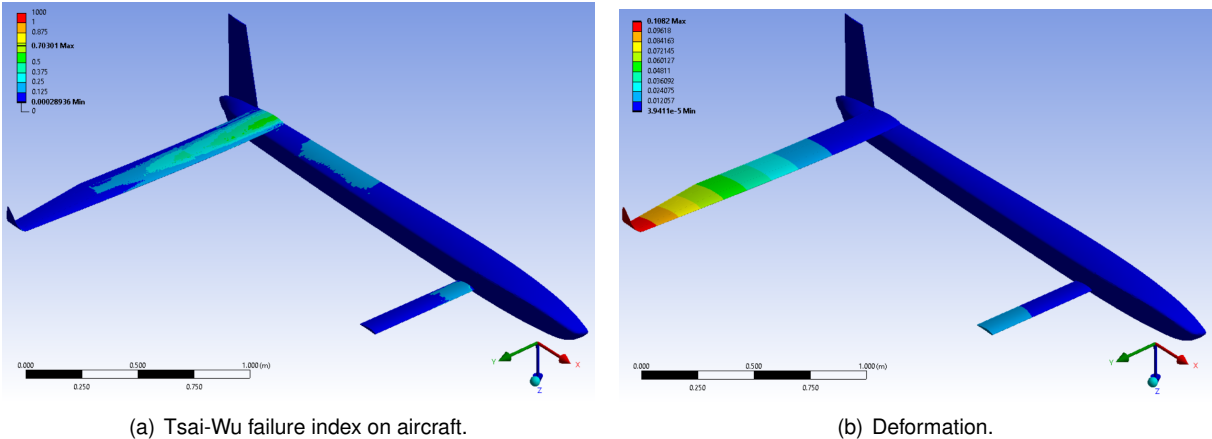 1000
1
0.875
0.70301 Max
0.5
0.375
0.25
0.125
0.00028936 Min
0
0.000
0.500
1.000 (m)
0.250
0.750
Y
X
Z
(a) Tsai-Wu failure index on aircraft.
0.1082 Max
0.09618
0.084163
0.072145
0.060127
0.04811
0.036092
0.024075
0.012057
3.9411e-5 Min
0.000
0.500
1.000 (m)
0.250
0.750
Y
X
Z
(b) Deformation.